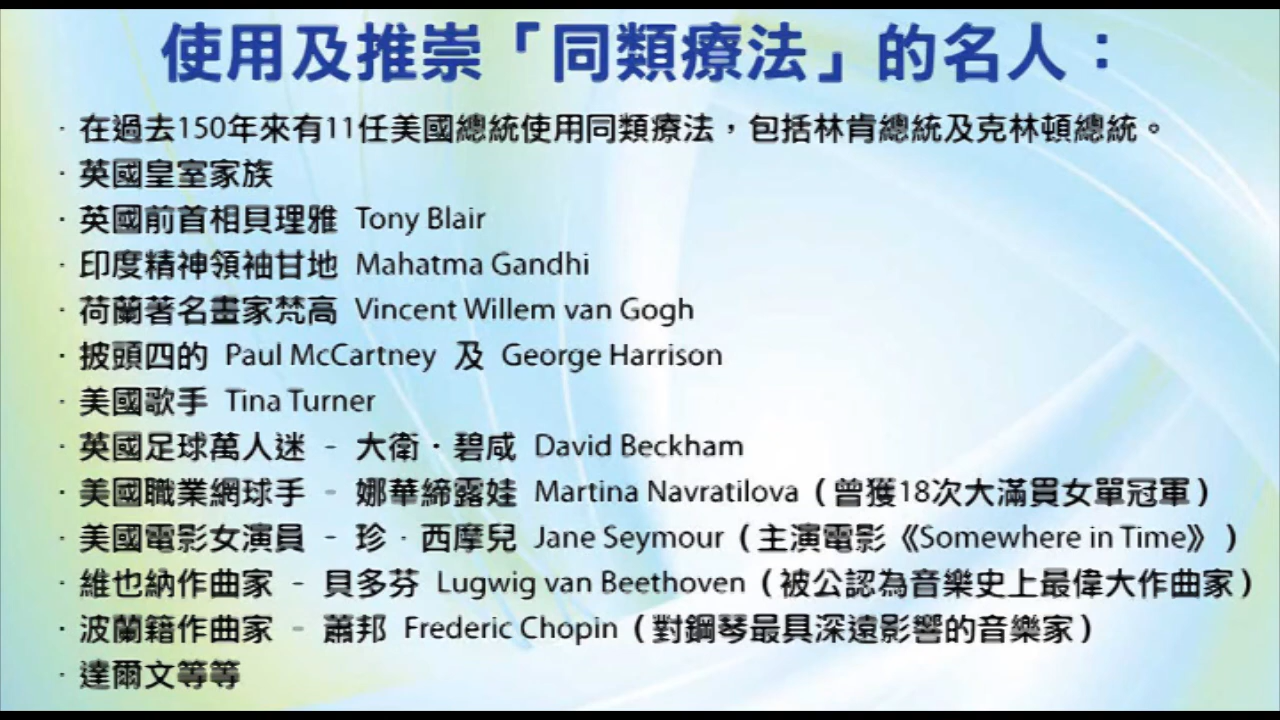 使用及推崇「同類療法」的名人：
· 在過去150年來有11任美國總統使用同類療法，包括林肯總統及克林頓總統。
· 英國皇室家族
· 英國前首相貝理雅 Tony Blair
· 印度精神領袖甘地 Mahatma Gandhi
· 荷蘭著名畫家梵高 Vincent Willem van Gogh
· 披頭四的 Paul McCartney 及 George Harrison
· 美國歌手 Tina Turner
· 英國足球萬人迷 - 大衛·碧咸 David Beckham
· 美國職業網球手 - 娜華締露娃 Martina Navratilova（曾獲18次大滿貫女單冠軍）
· 美國電影女演員 - 珍·西摩兒 Jane Seymour（主演電影《Somewhere in Time》）
· 維也納作曲家 - 貝多芬 Lugwig van Beethoven（被公認為音樂史上最偉大作曲家）
· 波蘭籍作曲家 - 蕭邦 Frederic Chopin（對鋼琴最具深遠影響的音樂家）
· 達爾文等等